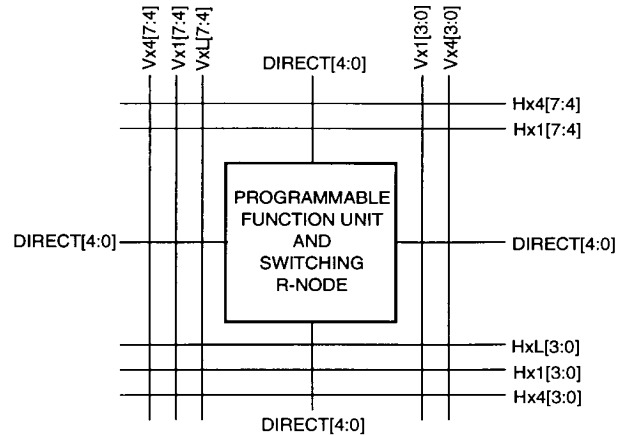 Vx4[7:4]
Vx1[7:4]
VxL[7:4]
DIRECT[4:0]
Vx1[3:0]
Vx4[3:0]
Hx4[7:4]
Hx1[7:4]
PROGRAMMABLE
FUNCTION UNIT
AND
SWITCHING
R-NODE
DIRECT[4:0]
DIRECT[4:0]
HxL[3:0]
Hx1[3:0]
Hx4[3:0]
DIRECT[4:0]